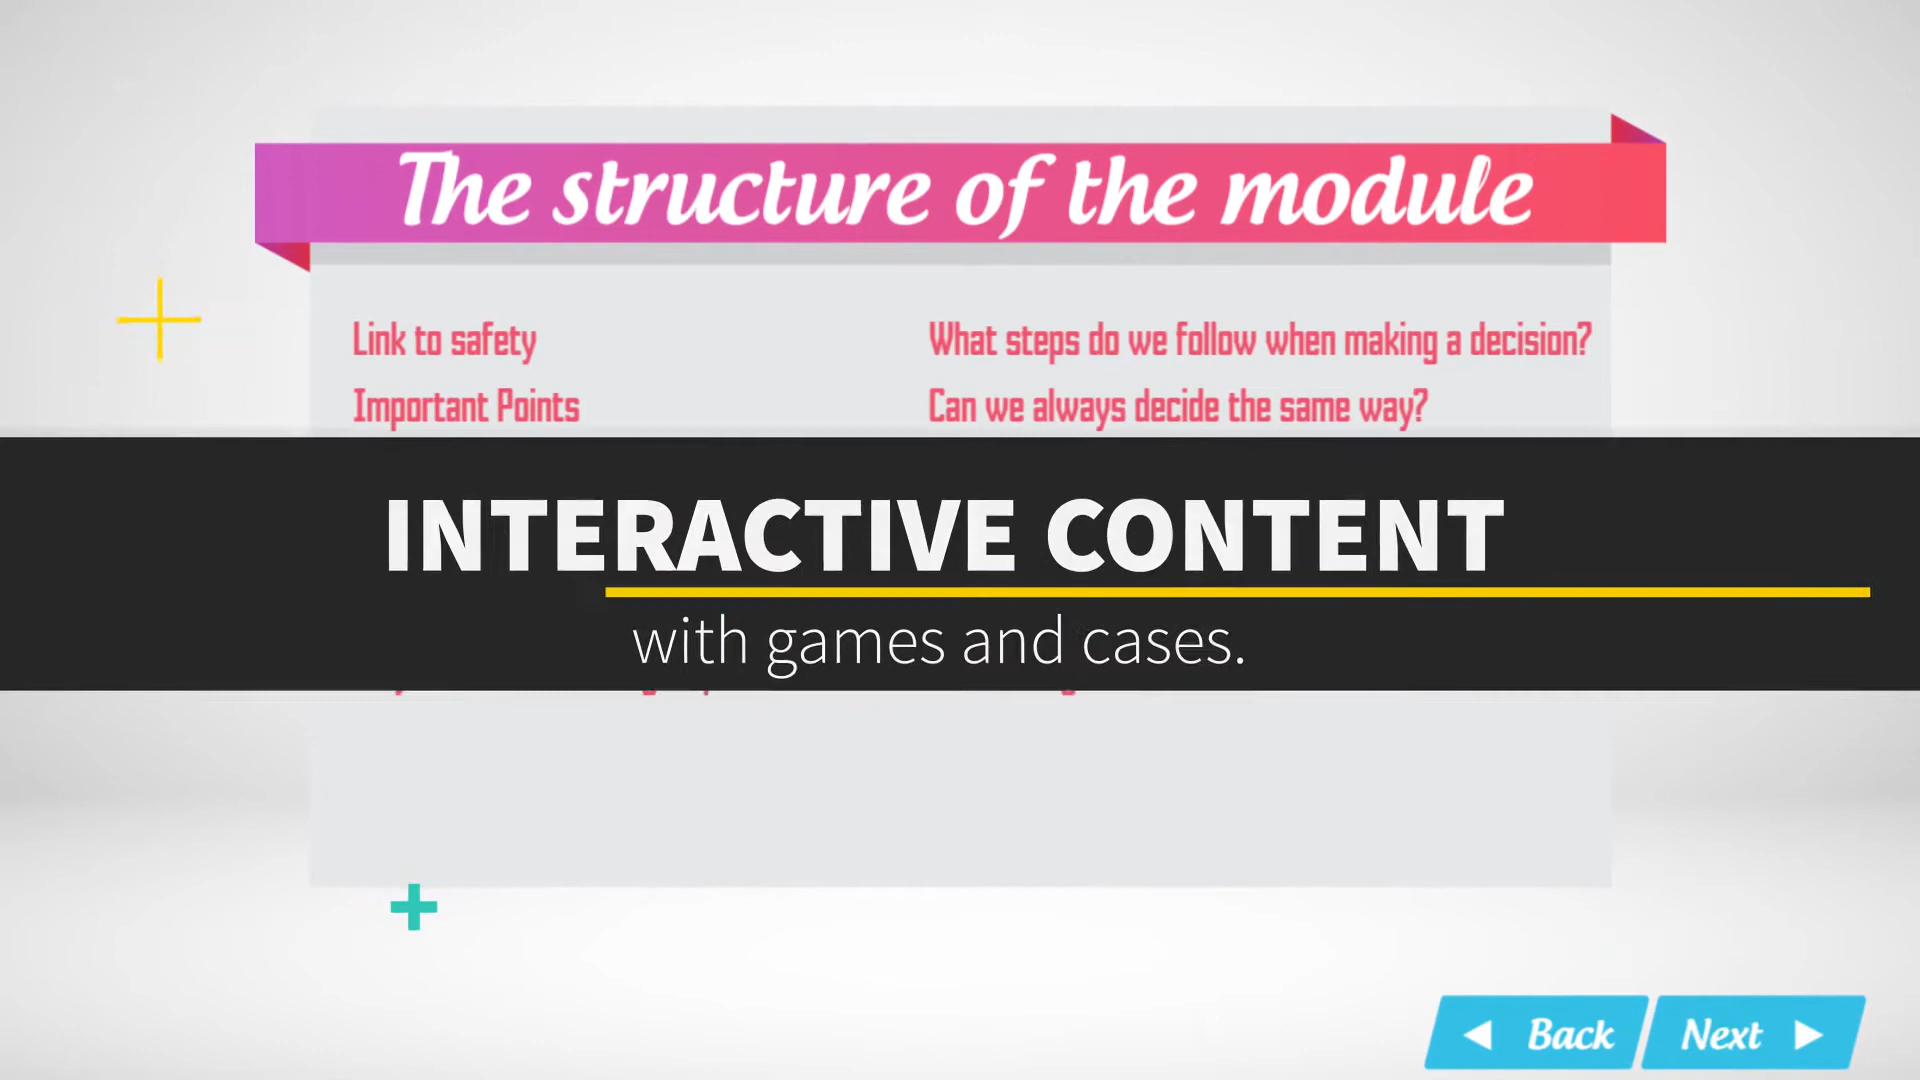 The structure of the module
Link to safety
What steps do we follow when making a decision?
Important Points
Can we always decide the same way?
INTERACTIVE CONTENT
with games and cases.
Back
Next